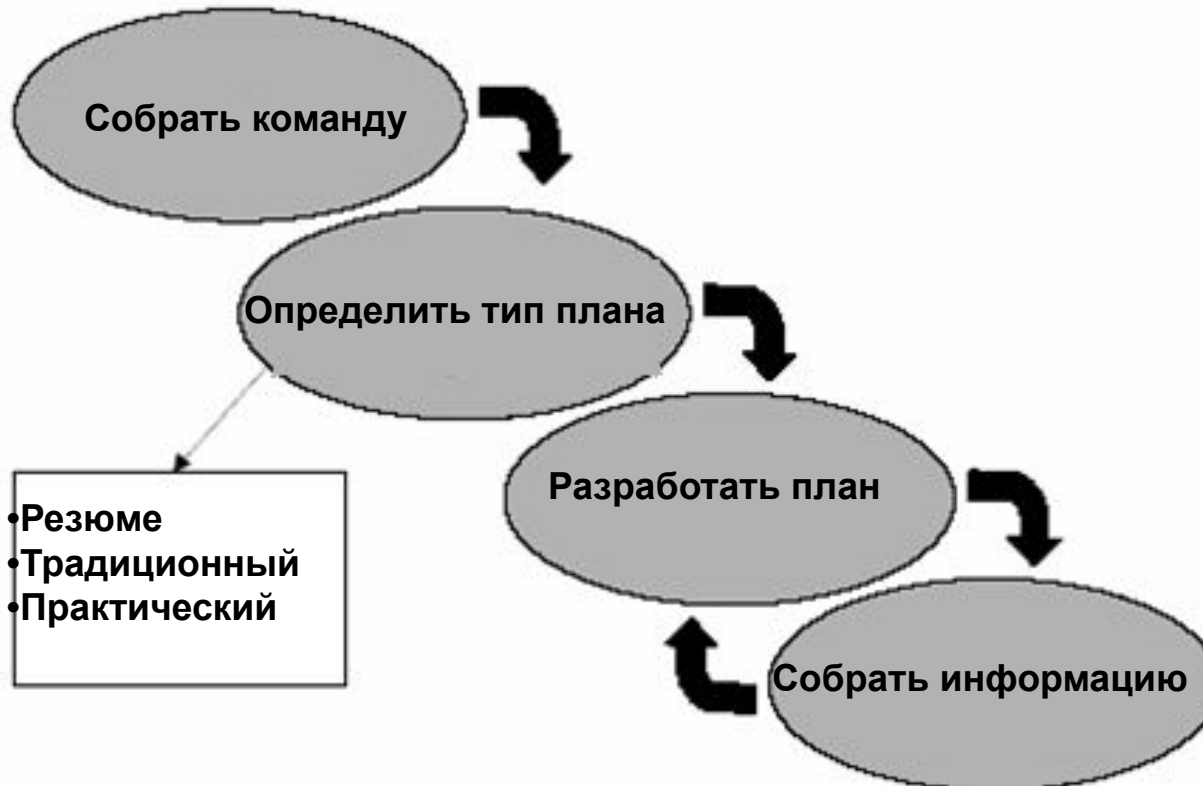 Собрать команду
Определить тип плана
Разработать план
•Резюме
•Традиционный
•Практический
Собрать информацию